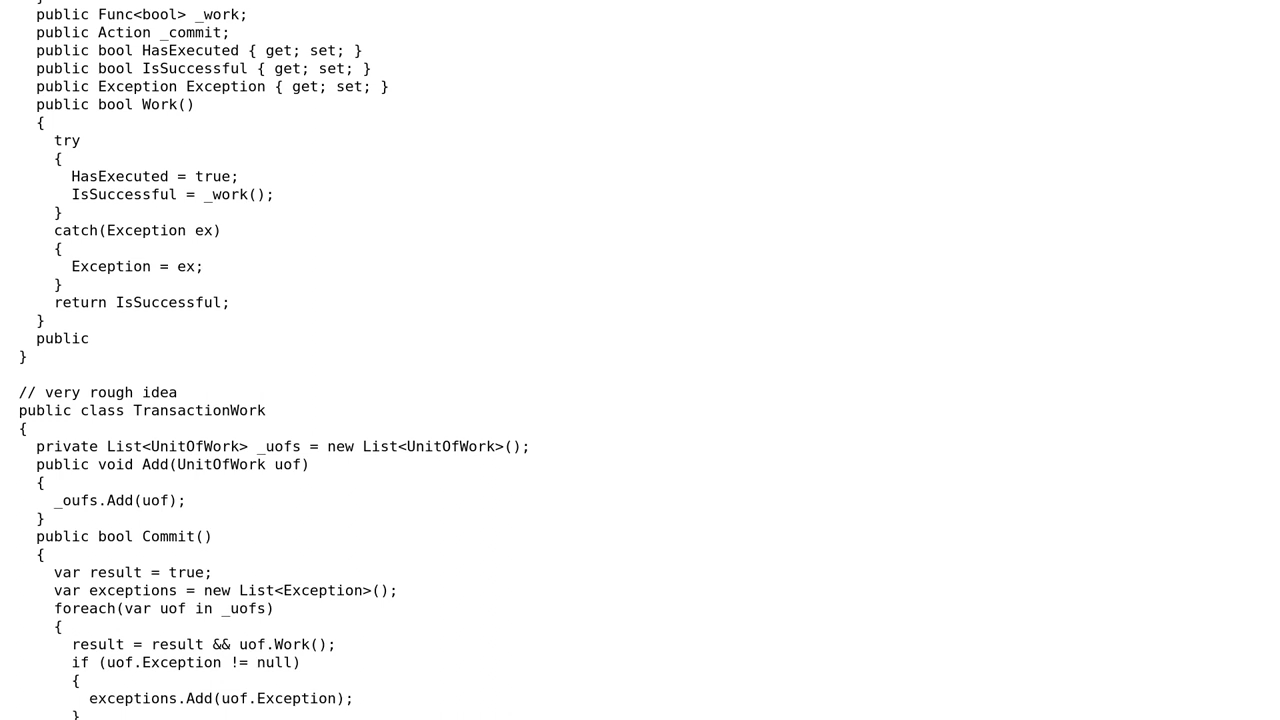 public Func<bool> _work;
public Action _commit;
public bool HasExecuted { get; set; }
public bool IsSuccessful { get; set; }
public Exception Exception { get; set; }
public bool Work()
{
try
{
HasExecuted = true;
IsSuccessful = _work();
}
catch(Exception ex)
{
Exception = ex;
}
return IsSuccessful;
}
public
}

// very rough idea
public class TransactionWork
{
private List<UnitOfWork> _uofs = new List<UnitOfWork>();
public void Add(UnitOfWork uof)
{
_oufs.Add(uof);
}
public bool Commit()
{
var result = true;
var exceptions = new List<Exception>();
foreach(var uof in _uofs)
{
result = result && uof.Work();
if (uof.Exception != null)
{
exceptions.Add(uof.Exception);
}